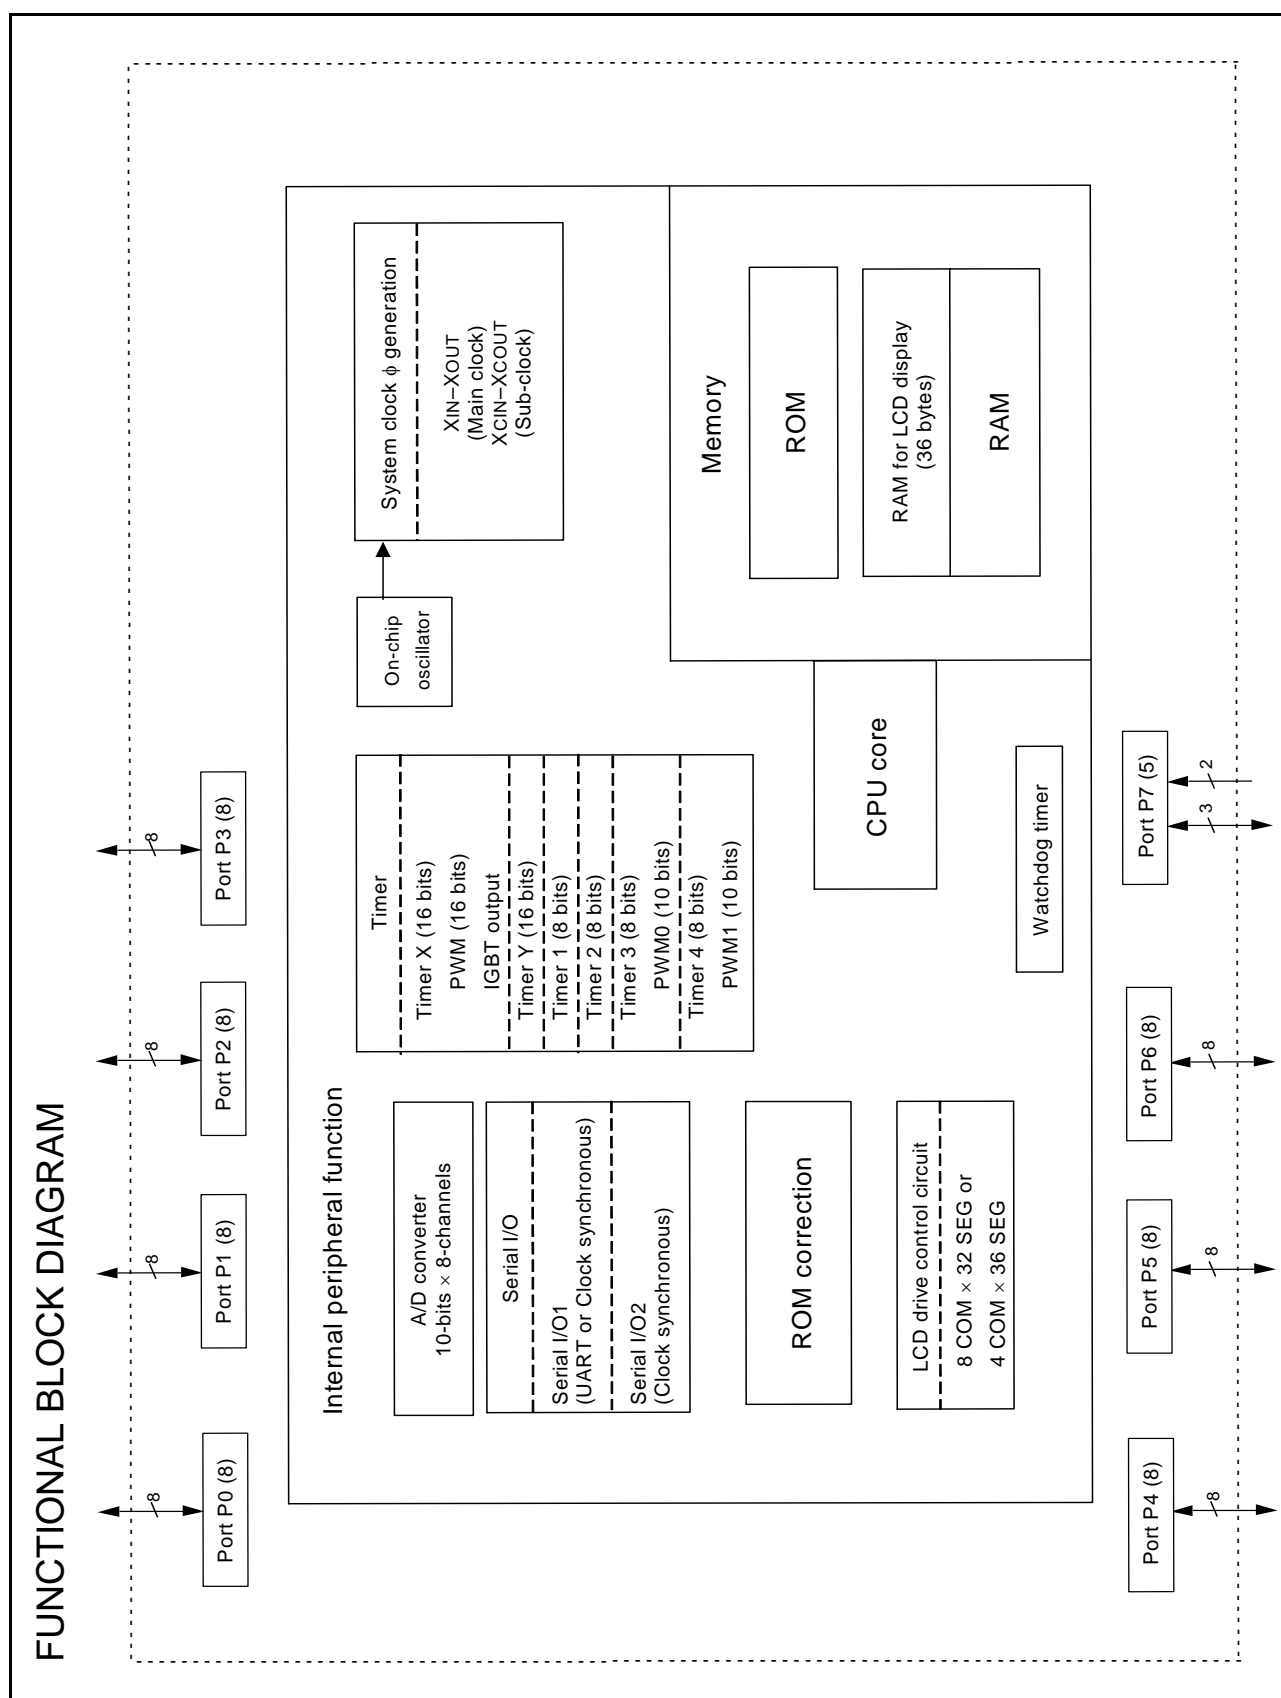 FUNCTIONAL BLOCK DIAGRAM
8
8
8
8
Port P0 (8)
Port P1 (8)
Port P2 (8)
Port P3 (8)
Internal peripheral function
A/D converter
10-bits × 8-channels
Serial I/O
Serial I/O1
(UART or Clock synchronous)
Serial I/O2
(Clock synchronous)
ROM correction
LCD drive control circuit
8 COM × 32 SEG or
4 COM × 36 SEG
Timer
Timer X (16 bits)
PWM (16 bits)
IGBT output
Timer Y (16 bits)
Timer 1 (8 bits)
Timer 2 (8 bits)
Timer 3 (8 bits)
PWM0 (10 bits)
Timer 4 (8 bits)
PWM1 (10 bits)
CPU core
Watchdog timer
On-chip
oscillator
System clock ϕ generation
XIN–XOUT
(Main clock)
XCIN–XCOUT
(Sub-clock)
Memory
ROM
RAM for LCD display
(36 bytes)
RAM
Port P4 (8)
Port P5 (8)
Port P6 (8)
Port P7 (5)
8
8
8
3
2